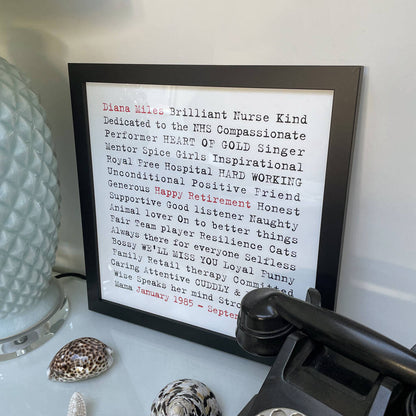 Diana Miles Brilliant Nurse Kind
Dedicated to the NHS Compassionate
Performer HEART OF GOLD Singer
Mentor Spice Girls Inspirational
Royal Free Hospital HARD WORKING
Unconditional Positive Friend
Generous Happy Retirement Honest
Supportive Good listener Naughty
Animal lover On to better things
Fair Team player Resilience Cats
Always there for everyone Selfless
Bossy WE'LL MISS YOU Loyal Funny
Family Retail therapy Committed
Caring Attentive CUDDLY &
Wise Speaks her mind
Mama January 1985 -